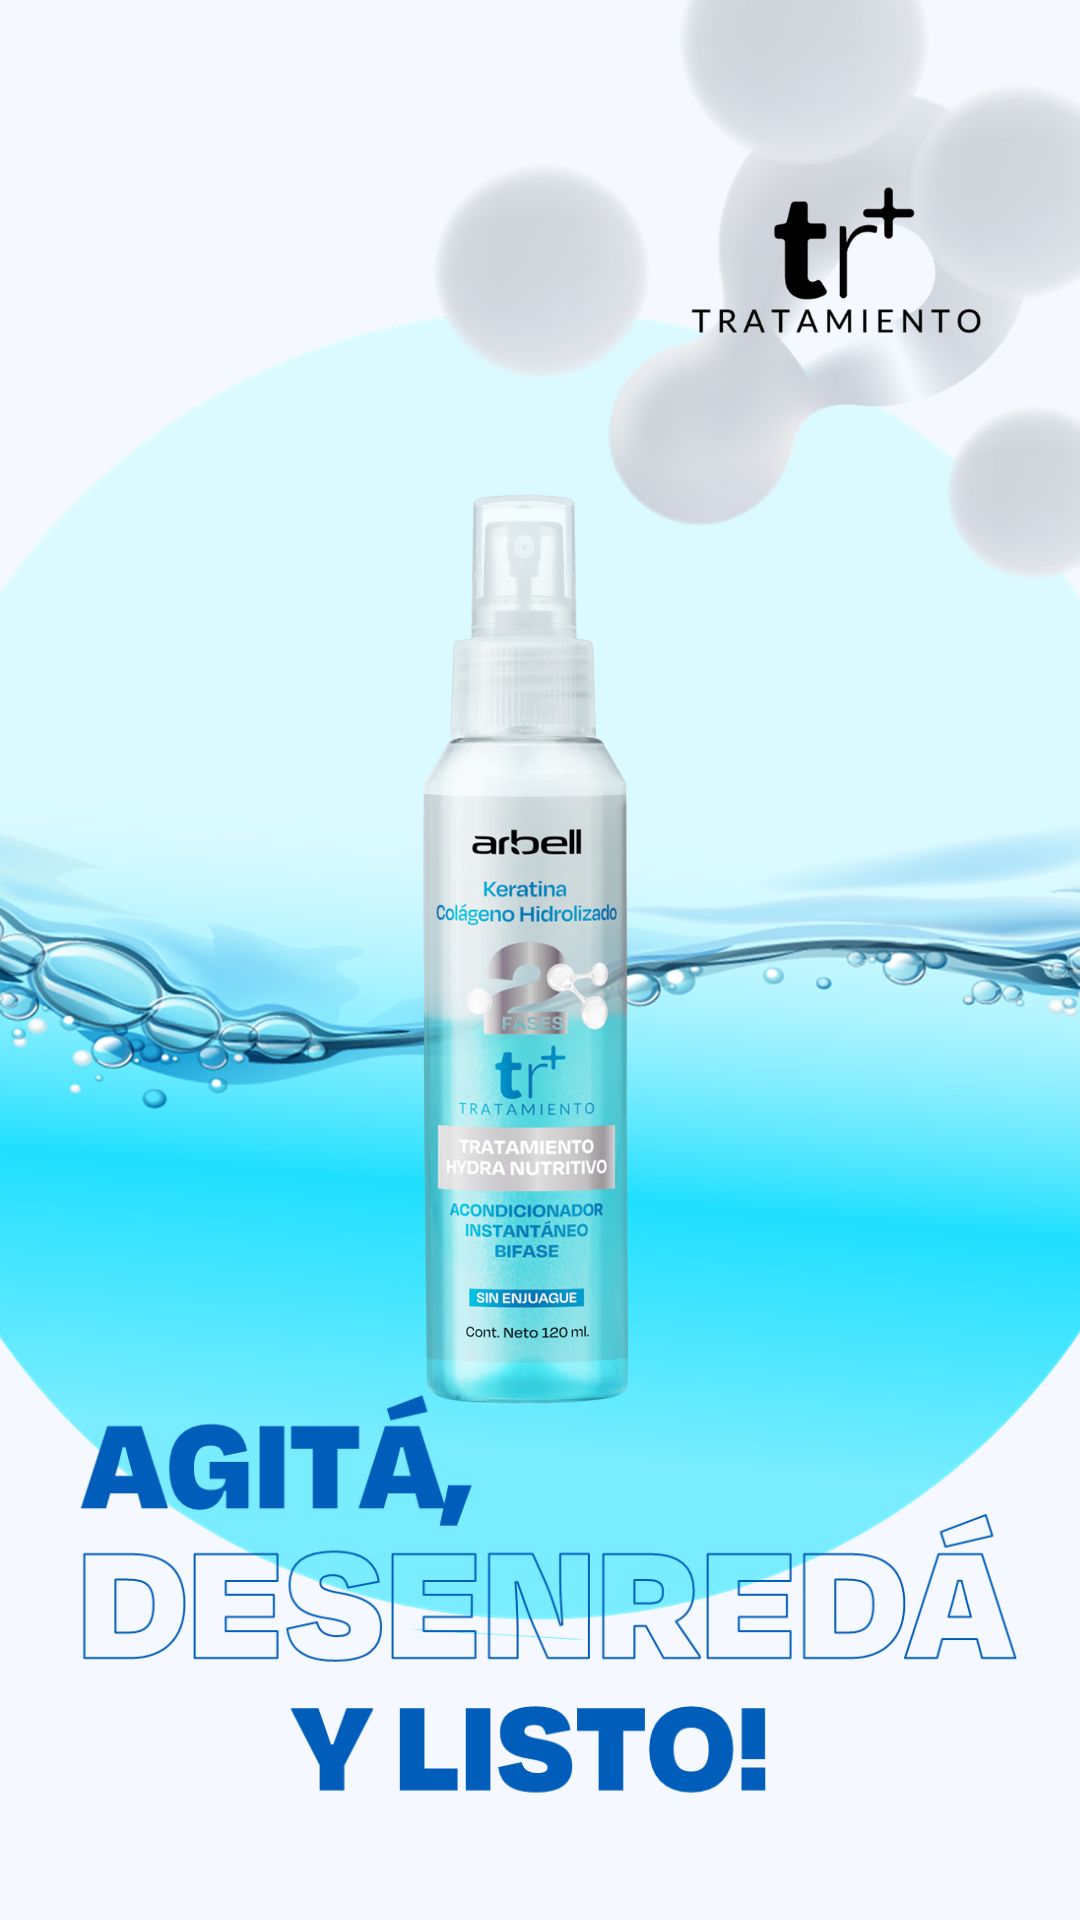 tr+
TRATAMIENTO
arbell
Keratina
Colágeno Hidrolizado
2
FASES
tr+
TRATAMIENTO
TRATAMIENTO
HYDRA NUTRITIVO
ACONDICIONADOR
INSTANTÁNEO
BIFASE
SIN ENJUAGUE
Cont. Neto 120 ml.
AGITÁ,
DESENREDÁ
Y LISTO!